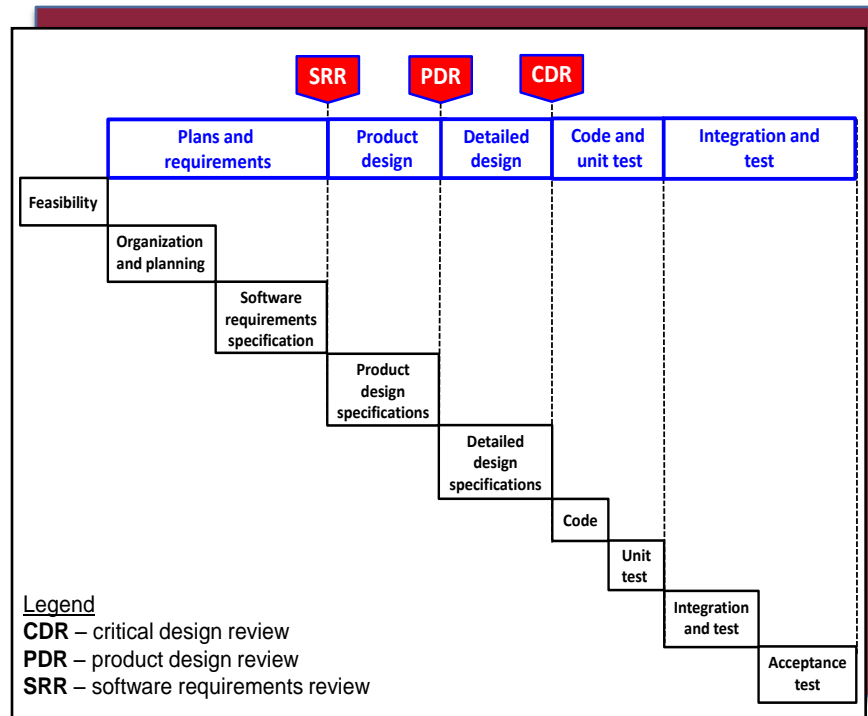 SRR
PDR
CDR
Plans and
requirements
Product
design
Detailed
design
Code and
unit test
Integration and
test
Feasibility
Organization
and planning
Software
requirements
specification
Product
design
specifications
Detailed
design
specifications
Code
Unit
test
Integration
and test
Acceptance
test
Legend
CDR – critical design review
PDR – product design review
SRR – software requirements review